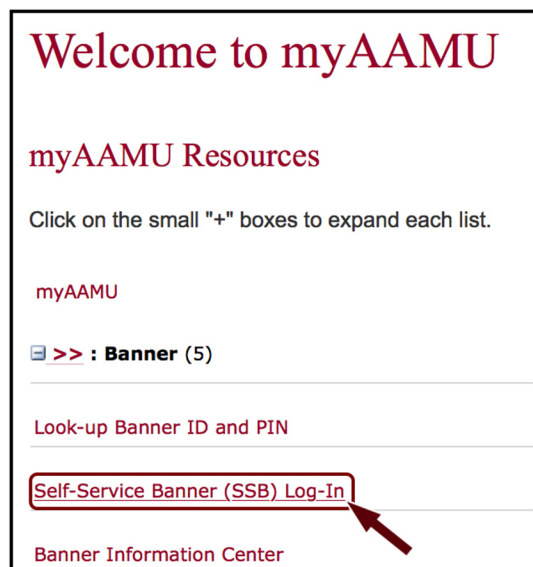 Welcome to myAAMU
myAAMU Resources
Click on the small "+" boxes to expand each list.
myAAMU
>> : Banner (5)
Look-up Banner ID and PIN
Self-Service Banner (SSB) Log-In
Banner Information Center